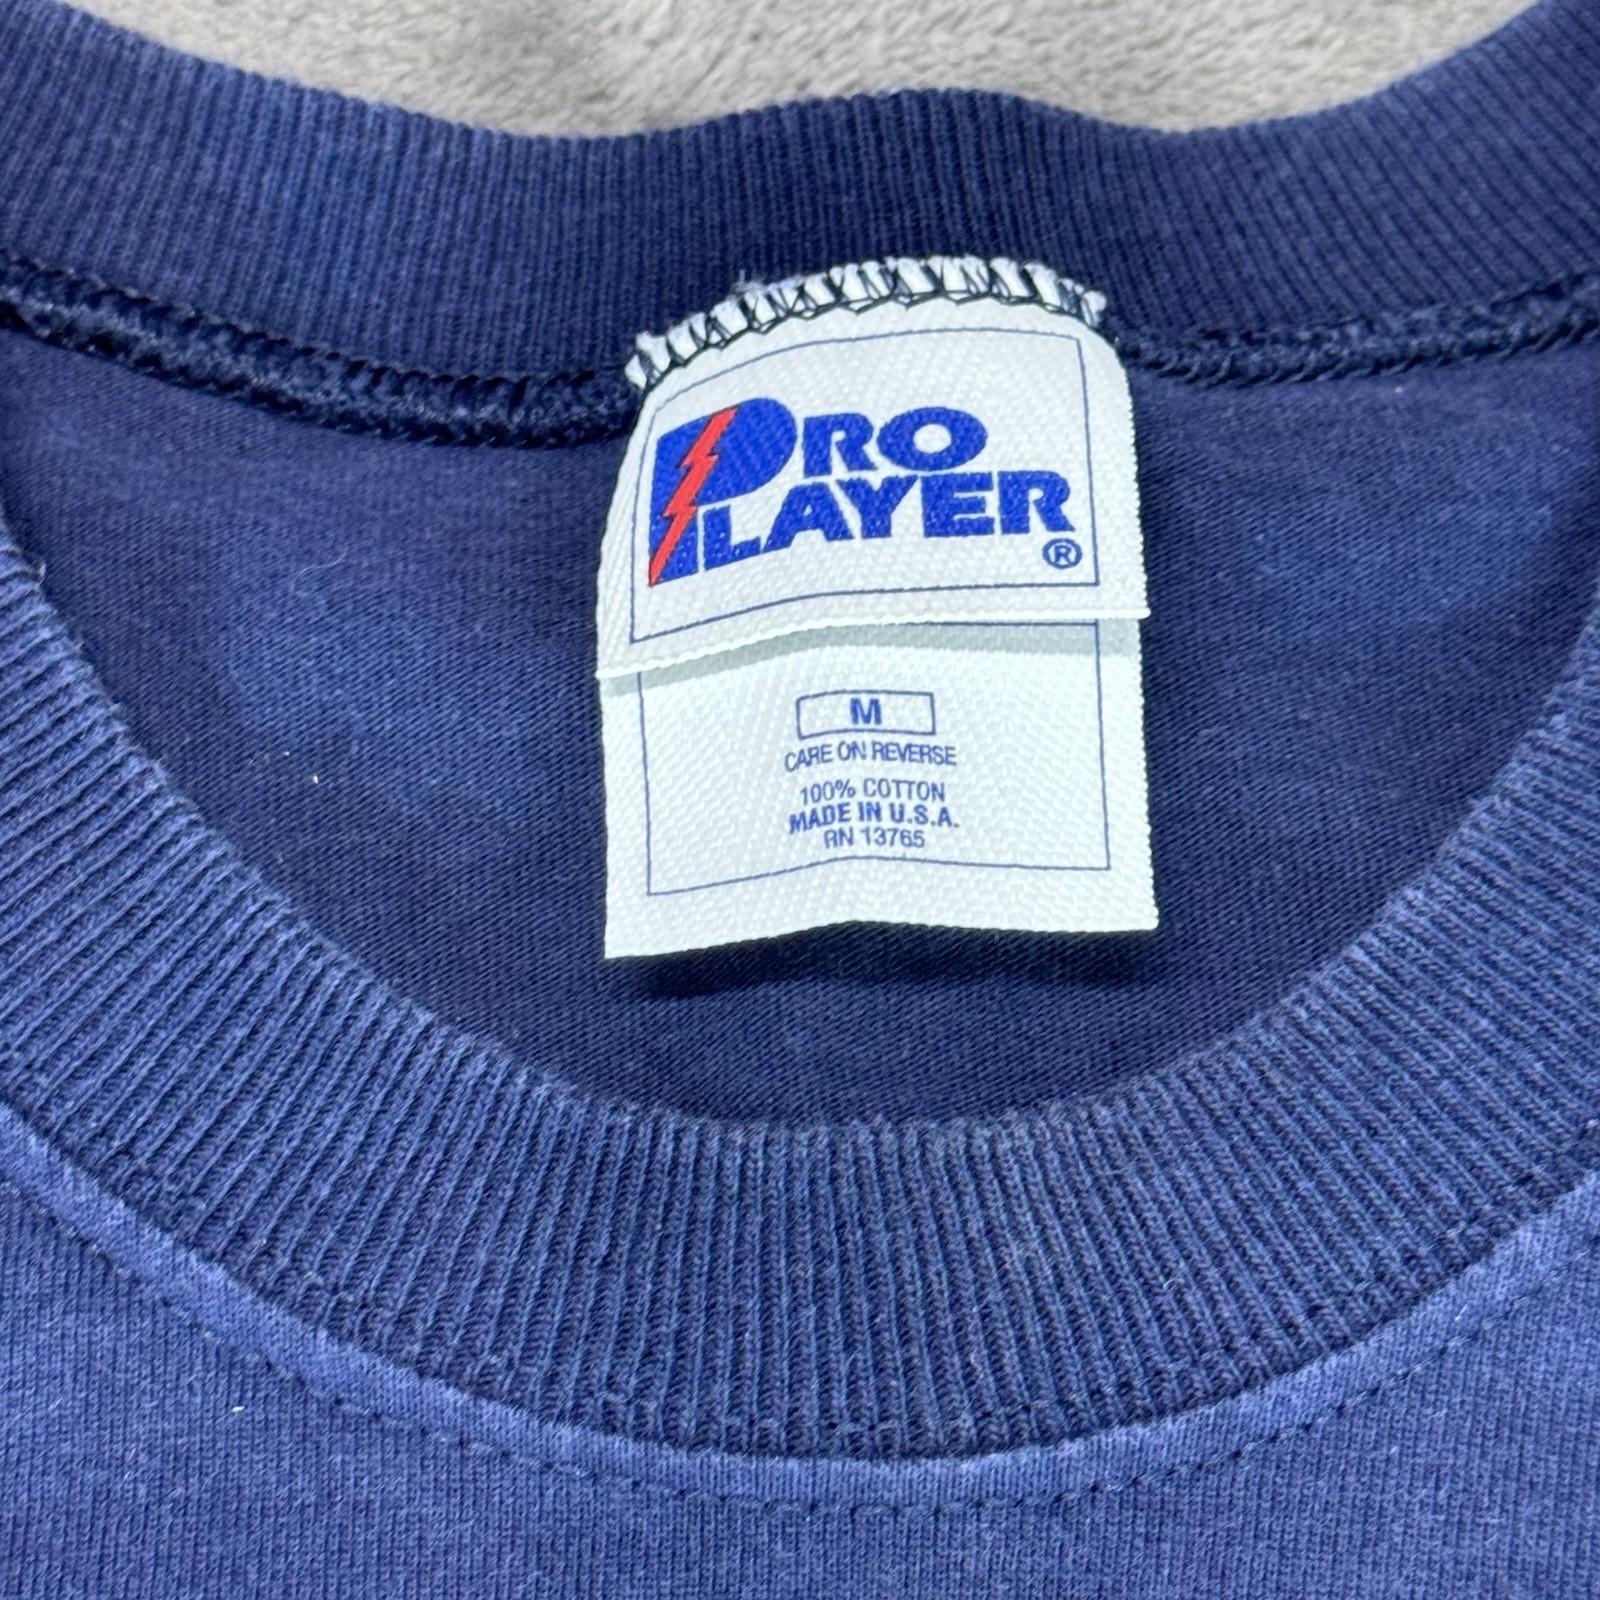 PRO
PLAYER
®
M
CARE ON REVERSE
100% COTTON
MADE IN U.S.A.
RN 13765